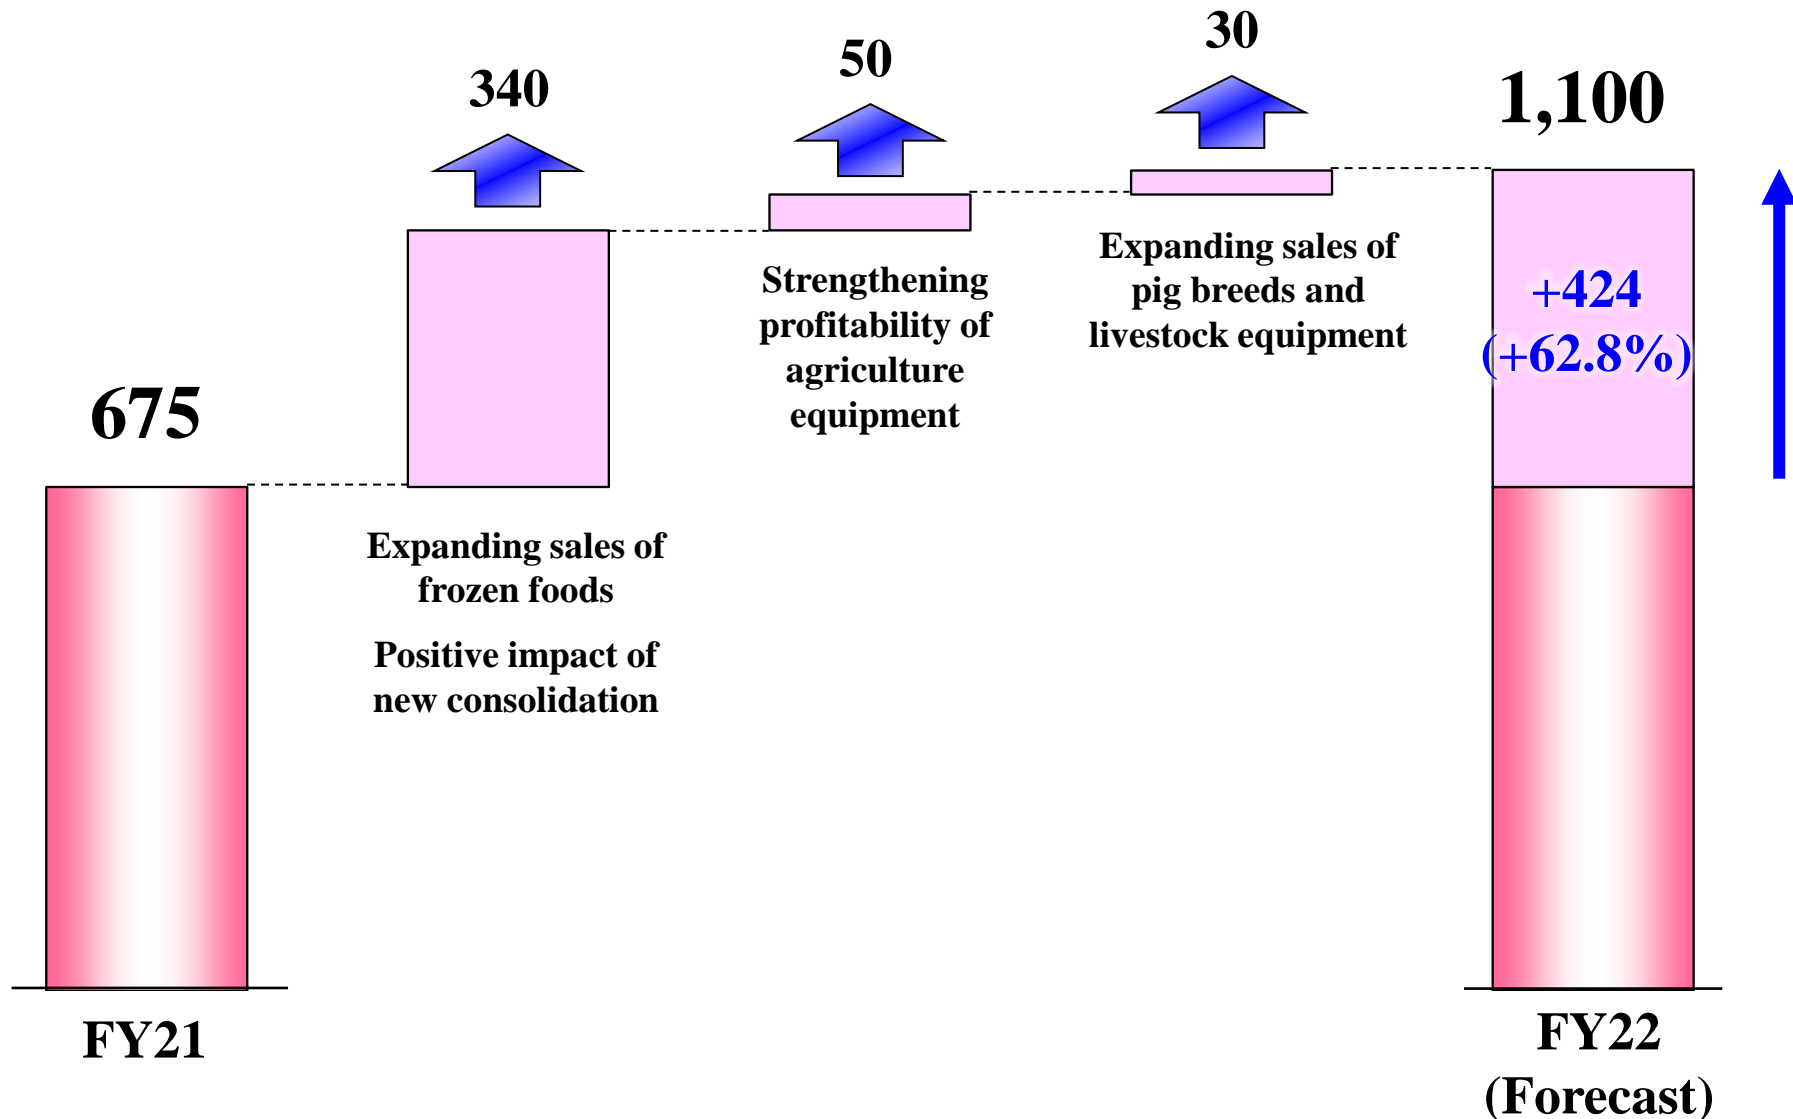 675
FY21
340
Expanding sales of
frozen foods
Positive impact of
new consolidation
50
Strengthening
profitability of
agriculture
equipment
30
Expanding sales of
pig breeds and
livestock equipment
1,100
+424
(+62.8%)
FY22
(Forecast)